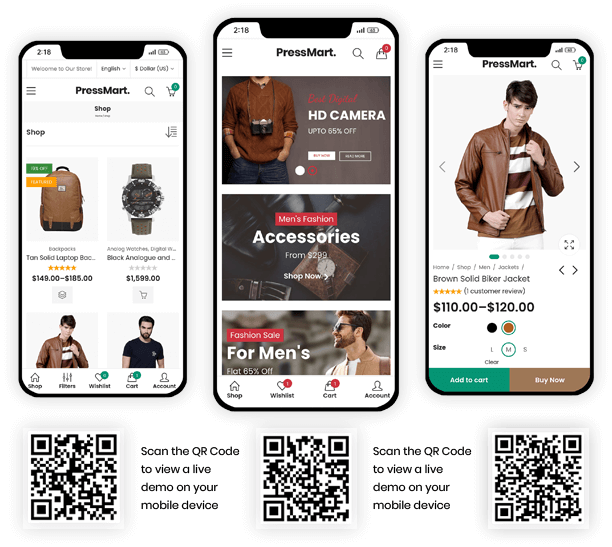 2:18
Welcome to Our Store!
English
$ Dollar (US)
PressMart.
0
Shop
Shop
FEATURED
Backpacks
Tan Solid Laptop Bac...
$149.00–$185.00
Analog Watches, Digital W...
Black Analogue and ...
$1,599.00
Shop
Filters
Wishlist
Cart
Account
2:18
PressMart.
0
HD CAMERA
UPTO 65% OFF
BUY NOW
READ MORE
Men's Fashion
Accessories
From $299
Shop Now
Fashion Sale
For Men's
Flat 65% Off
Shop
Wishlist
1
Cart
1
Account
2:18
PressMart.
Home / Shop / Men / Jackets /
Brown Solid Biker Jacket
(1 customer review)
$110.00–$120.00
Color
Size
L
M
S
Clear
Add to cart
Buy Now
Scan the QR Code
to view a live
demo on your
mobile device
Scan the QR Code
to view a live
demo on your
mobile device